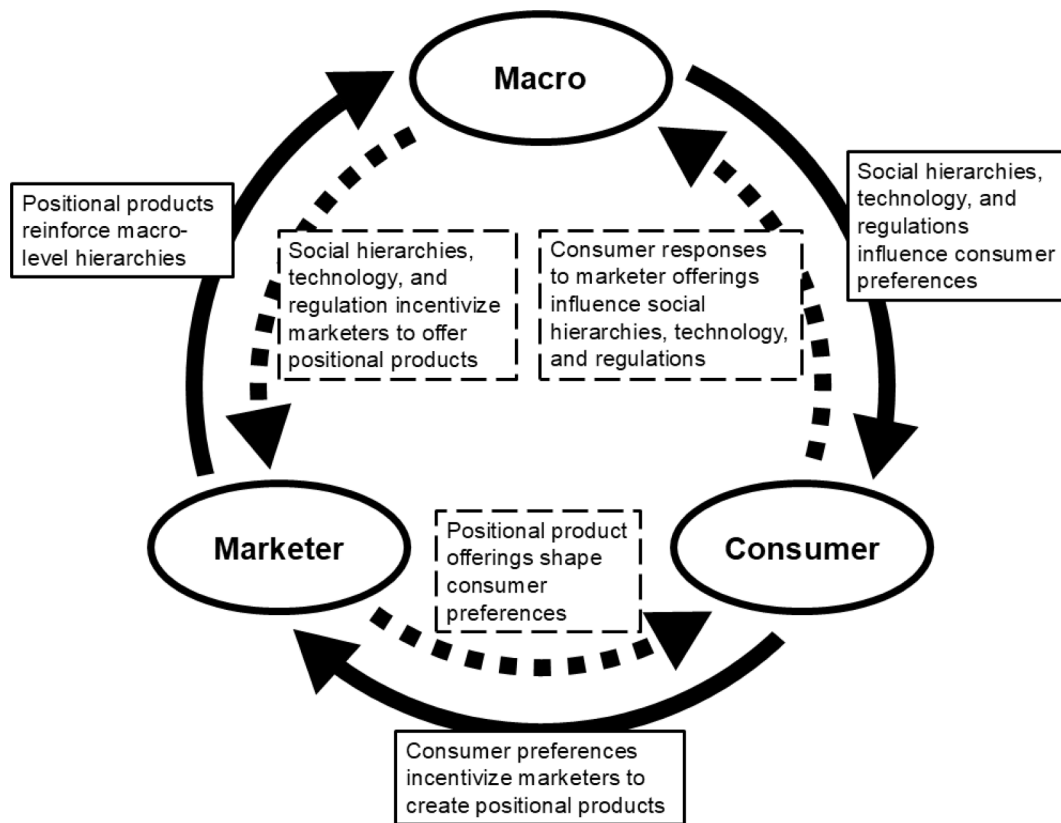 Macro
Positional products
reinforce macro-
level hierarchies
Social hierarchies,
technology, and
regulations
influence consumer
preferences
Social hierarchies,
technology, and
regulation incentivize
marketers to offer
positional products
Consumer responses
to marketer offerings
influence social
hierarchies, technology,
and regulations
Marketer
Positional product
offerings shape
consumer
preferences
Consumer
Consumer preferences
incentivize marketers to
create positional products